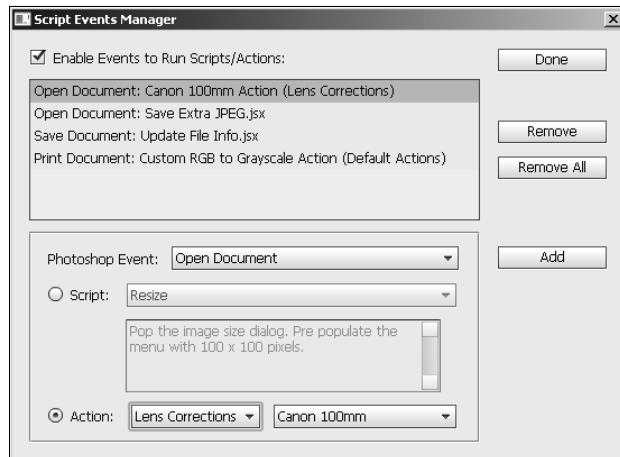 Script Events Manager
Enable Events to Run Scripts/Actions:
Done
Open Document: Canon 100mm Action (Lens Corrections)
Open Document: Save Extra JPEG.jsx
Save Document: Update File Info.jsx
Print Document: Custom RGB to Grayscale Action (Default Actions)
Remove
Remove All
Photoshop Event: Open Document
Add
Script: Resize
Pop the image size dialog. Pre populate the
menu with 100 x 100 pixels.
Action: Lens Corrections Canon 100mm